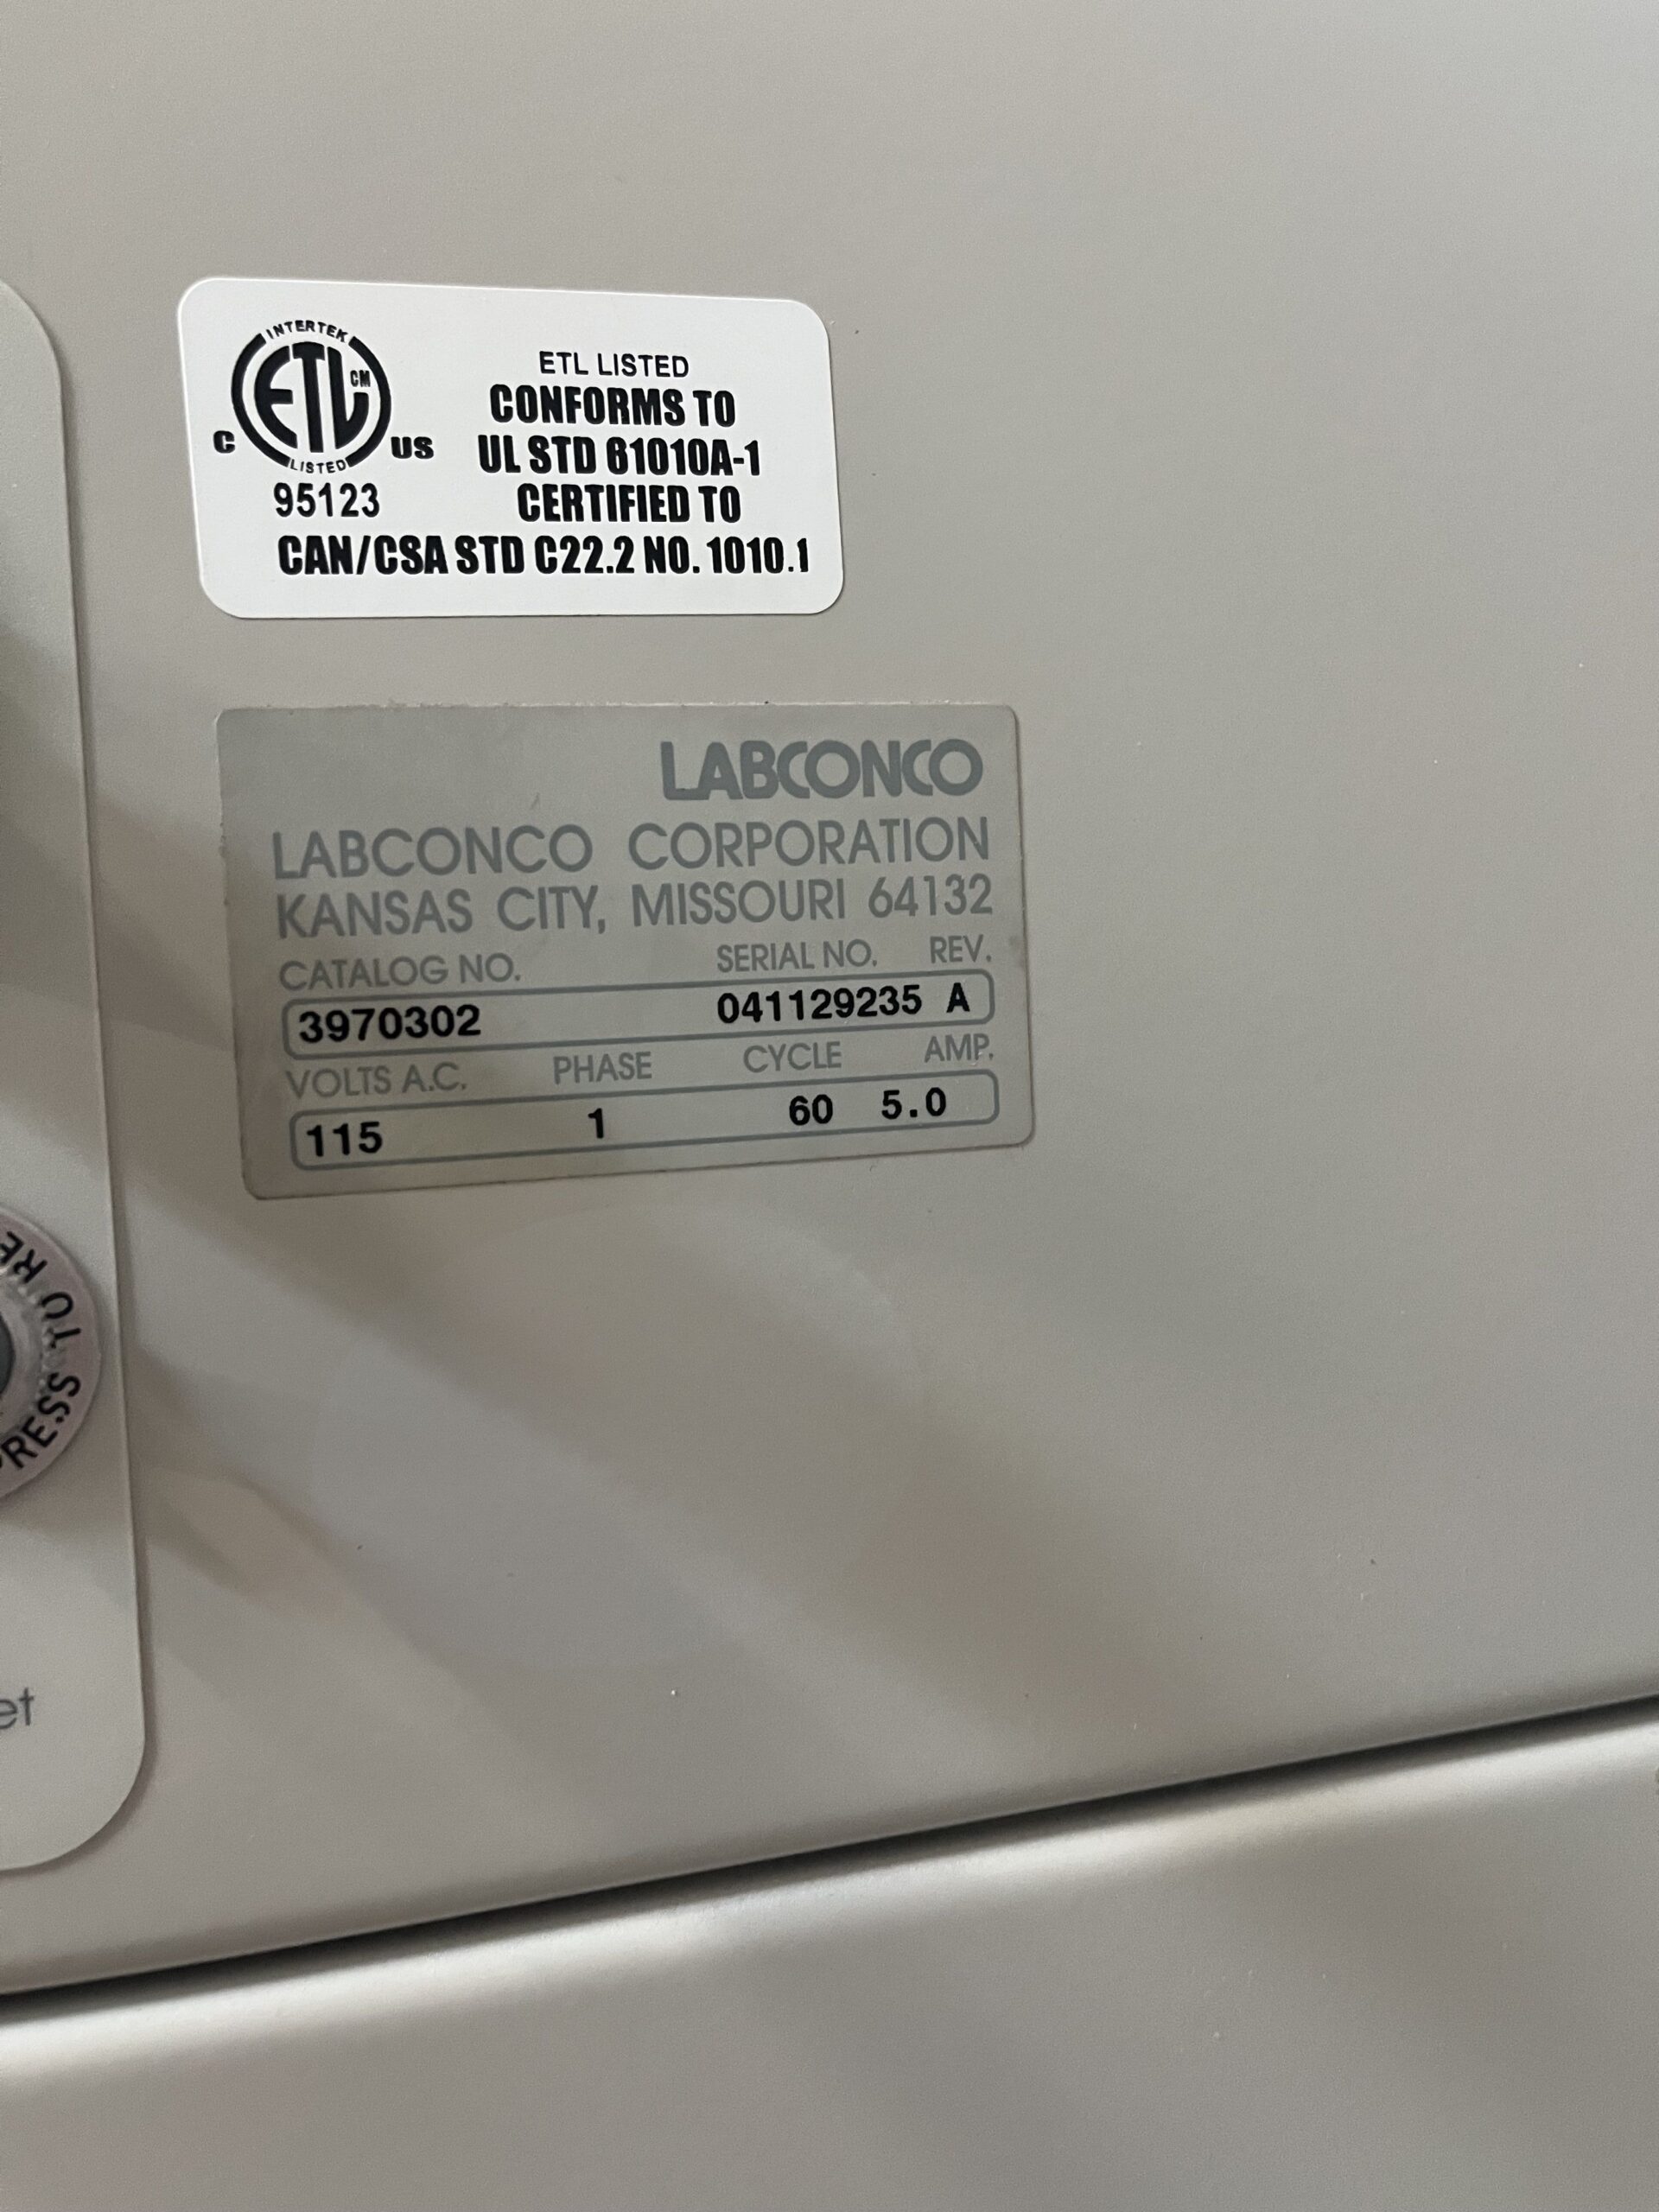 INTERTEK
ETL CM
C US
LISTED
95123
ETL LISTED
CONFORMS TO
UL STD 61010A-1
CERTIFIED TO
CAN/CSA STD C22.2 NO. 1010.1
LABCONCO
LABCONCO CORPORATION
KANSAS CITY, MISSOURI 64132
CATALOG NO. SERIAL NO. REV.
3970302 041129235 A
VOLTS A.C. PHASE CYCLE AMP.
115 1 60 5.0
PRESS TO RE
et